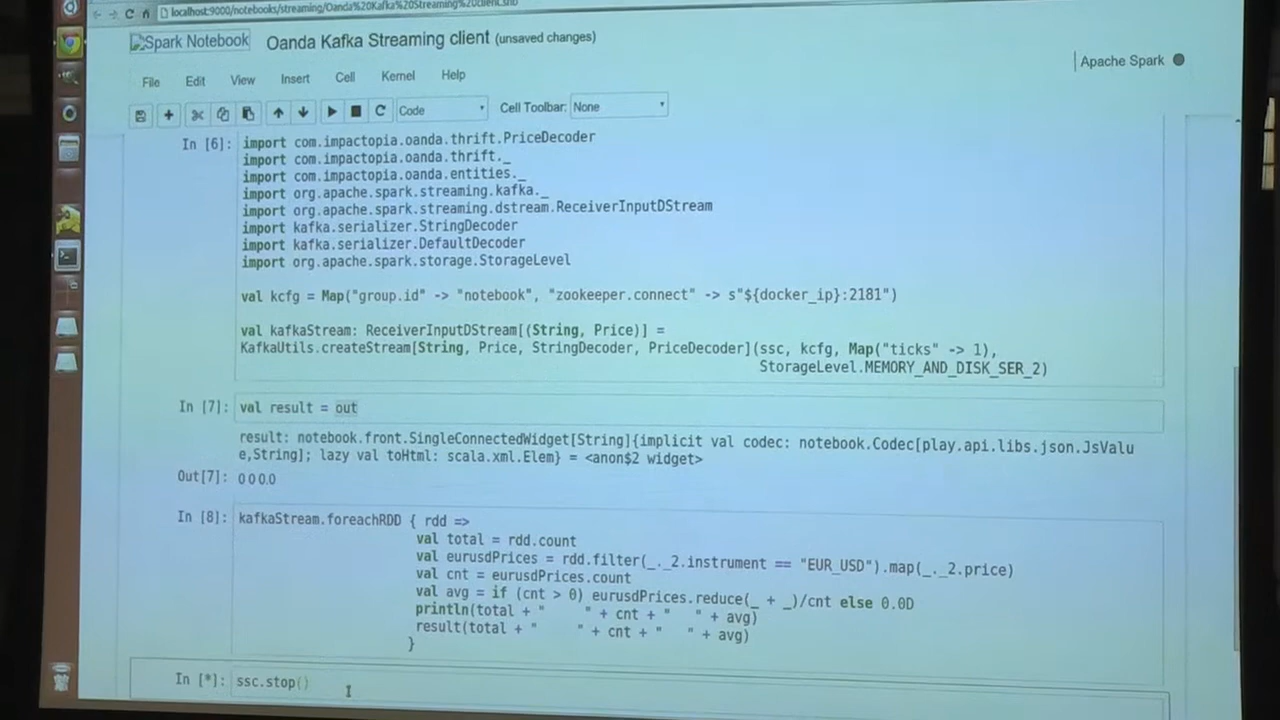 localhost:9000/notebooks/streaming/Oanda%20Kafka%20Streaming%20client.snb
Spark Notebook Oanda Kafka Streaming client (unsaved changes)
Apache Spark
File Edit View Insert Cell Kernel Help
Code Cell Toolbar: None
In [6]: import com.impactopia.oanda.thrift.PriceDecoder
import com.impactopia.oanda.thrift._
import com.impactopia.oanda.entities._
import org.apache.spark.streaming.kafka._
import org.apache.spark.streaming.dstream.ReceiverInputDStream
import kafka.serializer.StringDecoder
import kafka.serializer.DefaultDecoder
import org.apache.spark.storage.StorageLevel
val kcfg = Map("group.id" -> "notebook", "zookeeper.connect" -> s"${docker_ip}:2181")
val kafkaStream: ReceiverInputDStream[(String, Price)] =
KafkaUtils.createStream[String, Price, StringDecoder, PriceDecoder](ssc, kcfg, Map("ticks" -> 1),
StorageLevel.MEMORY_AND_DISK_SER_2)
In [7]: val result = out
result: notebook.front.SingleConnectedWidget[String]{implicit val codec: notebook.Codec[play.api.libs.json.JsValu
e,String]; lazy val toHtml: scala.xml.Elem} = <anon$2 widget>
Out[7]: 0 0 0.0
In [8]: kafkaStream.foreachRDD { rdd =>
val total = rdd.count
val eurusdPrices = rdd.filter(_._2.instrument == "EUR_USD").map(_._2.price)
val cnt = eurusdPrices.count
val avg = if (cnt > 0) eurusdPrices.reduce(_ + _)/cnt else 0.0D
println(total + "     " + cnt + "   " + avg)
result(total + "     " + cnt + "   " + avg)
}
In [*]: ssc.stop()